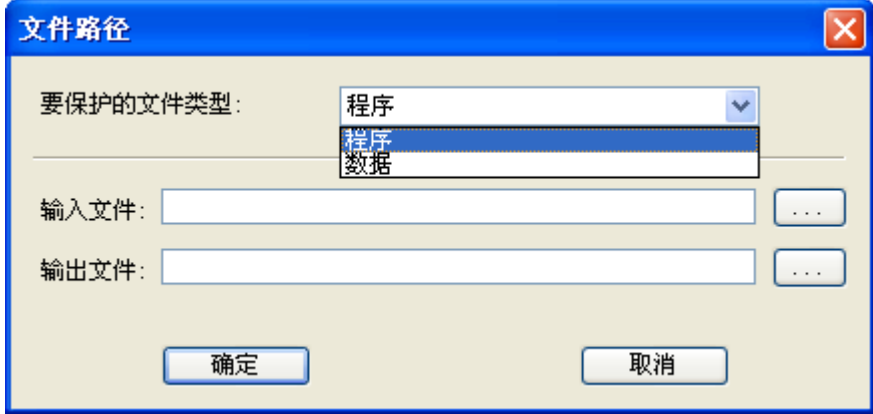 文件路径
要保护的文件类型: 程序
程序
数据
输入文件: ...
输出文件: ...
确定 取消